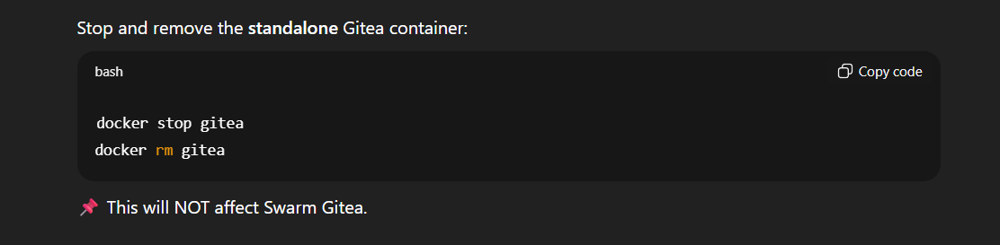 Stop and remove the standalone Gitea container:
bash
Copy code
docker stop gitea
docker rm gitea
📌 This will NOT affect Swarm Gitea.